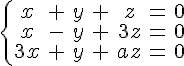 x + y + z = 0
x - y + 3z = 0
3x + y + az = 0